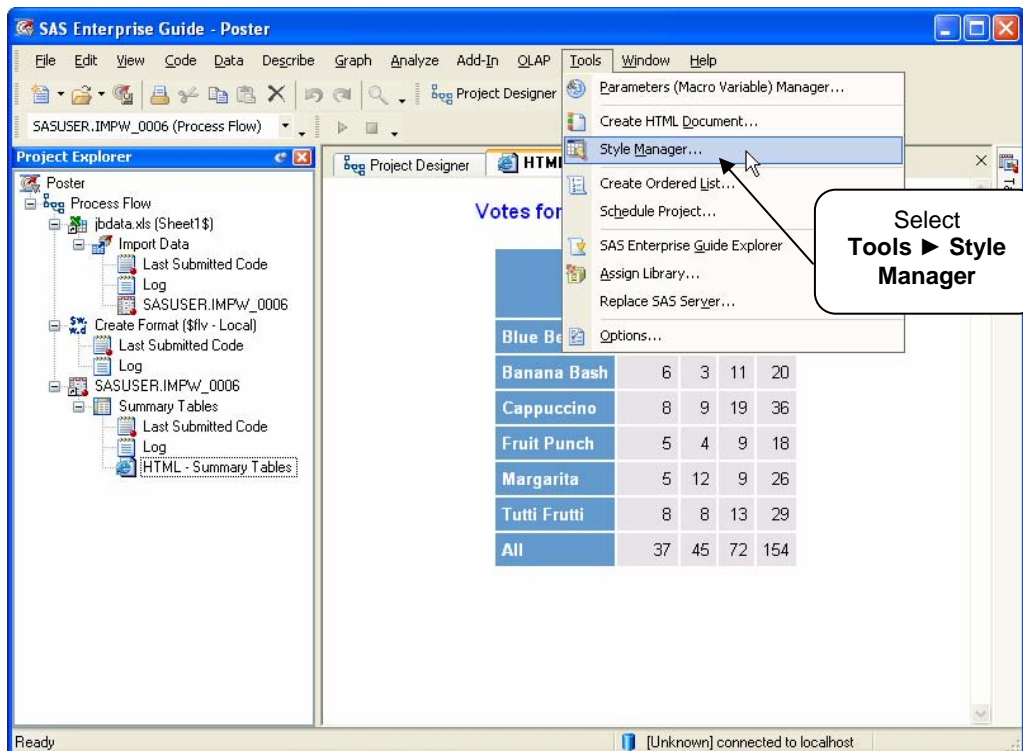 SAS Enterprise Guide - Poster
File Edit View Code Data Describe Graph Analyze Add-In OLAP Tools Window Help
Project Designer
SASUSER.IMPW_0006 (Process Flow)
Parameters (Macro Variable) Manager...
Create HTML Document...
Style Manager...
Create Ordered List...
Schedule Project...
SAS Enterprise Guide Explorer
Assign Library...
Replace SAS Server...
Options...
Select
Tools ► Style
Manager
Project Explorer
Poster
Process Flow
jbdata.xls (Sheet1$)
Import Data
Last Submitted Code
Log
SASUSER.IMPW_0006
Create Format ($flv - Local)
Last Submitted Code
Log
SASUSER.IMPW_0006
Summary Tables
Last Submitted Code
Log
HTML - Summary Tables
Project Designer
Votes for
Banana Bash 6 3 11 20
Cappuccino 8 9 19 36
Fruit Punch 5 4 9 18
Margarita 5 12 9 26
Tutti Frutti 8 8 13 29
All 37 45 72 154
Ready
[Unknown] connected to localhost